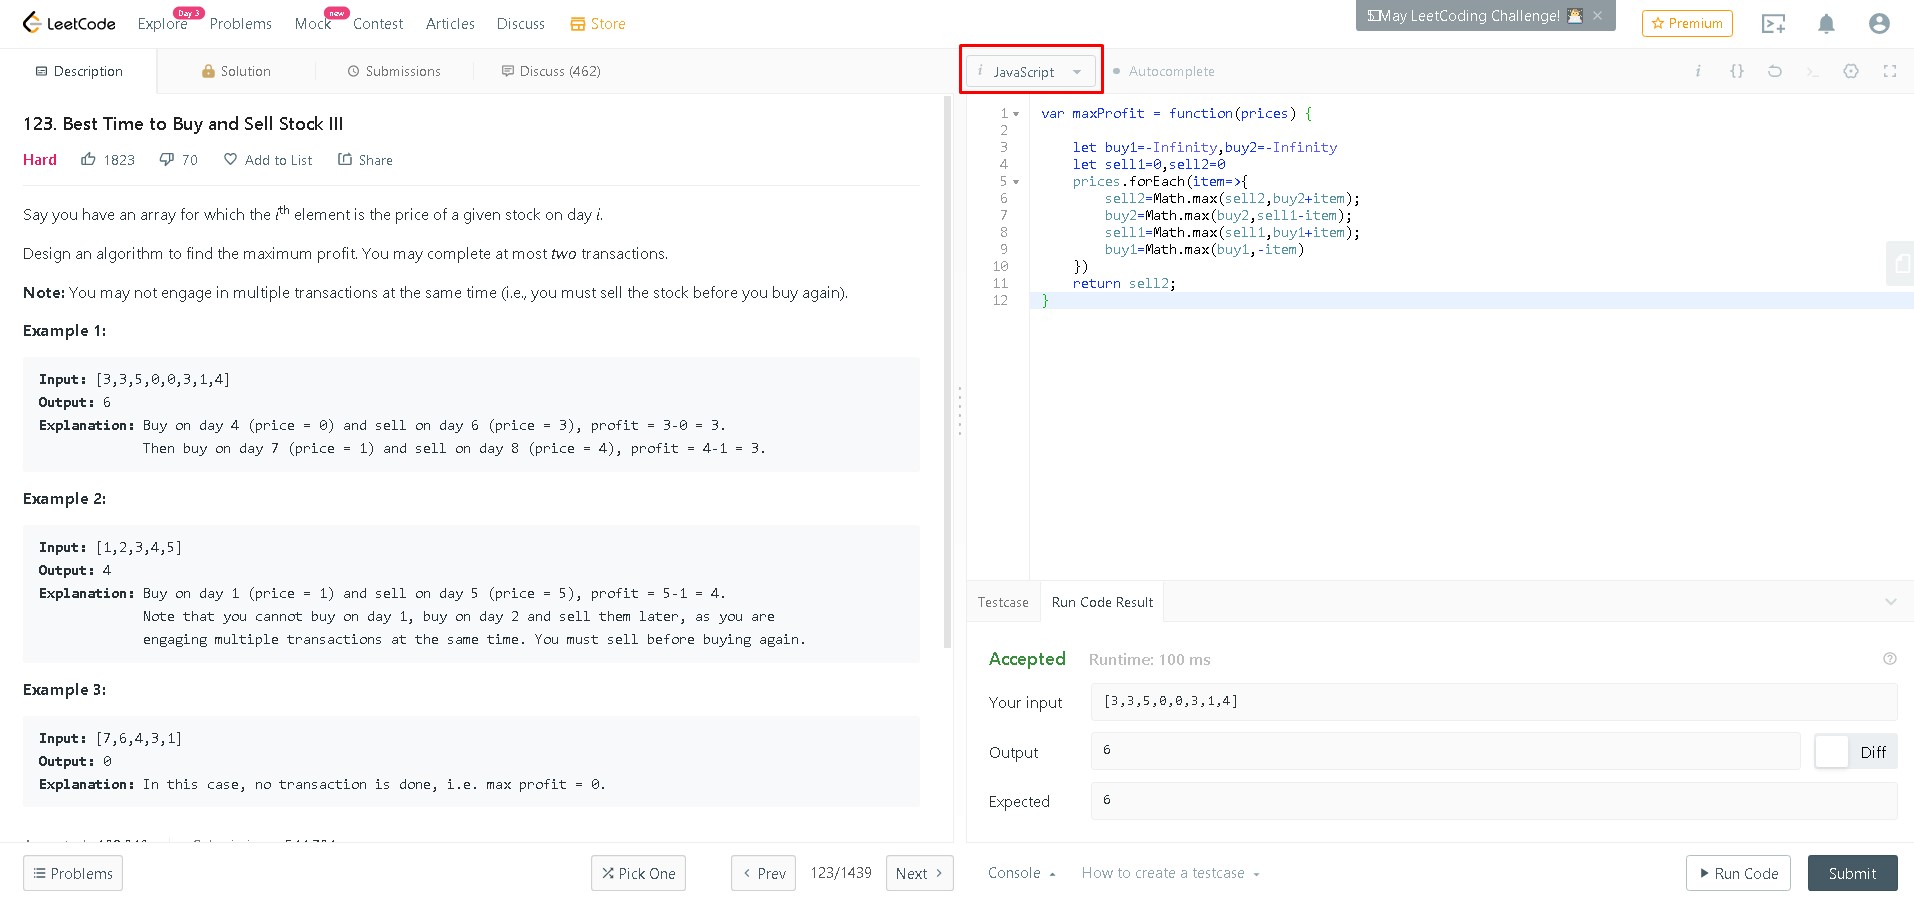 LeetCode
Explore Day 3 Problems Mock new Contest Articles Discuss Store
May LeetCoding Challenge! ×
Premium
Description Solution Submissions Discuss (462)
i JavaScript Autocomplete
123. Best Time to Buy and Sell Stock III
Hard 1823 70 Add to List Share
Say you have an array for which the ith element is the price of a given stock on day i.
Design an algorithm to find the maximum profit. You may complete at most two transactions.
Note: You may not engage in multiple transactions at the same time (i.e., you must sell the stock before you buy again).
Example 1:
Input: [3,3,5,0,0,3,1,4]
Output: 6
Explanation: Buy on day 4 (price = 0) and sell on day 6 (price = 3), profit = 3-0 = 3.
Then buy on day 7 (price = 1) and sell on day 8 (price = 4), profit = 4-1 = 3.
Example 2:
Input: [1,2,3,4,5]
Output: 4
Explanation: Buy on day 1 (price = 1) and sell on day 5 (price = 5), profit = 5-1 = 4.
Note that you cannot buy on day 1, buy on day 2 and sell them later, as you are
engaging multiple transactions at the same time. You must sell before buying again.
Example 3:
Input: [7,6,4,3,1]
Output: 0
Explanation: In this case, no transaction is done, i.e. max profit = 0.
Problems Pick One < Prev 123/1439 Next >
1 var maxProfit = function(prices) {
2
3 let buy1=-Infinity,buy2=-Infinity
4 let sell1=0,sell2=0
5 prices.forEach(item=>{
6 sell2=Math.max(sell2,buy2+item);
7 buy2=Math.max(buy2,sell1-item);
8 sell1=Math.max(sell1,buy1+item);
9 buy1=Math.max(buy1,-item)
10 })
11 return sell2;
12 }
Testcase Run Code Result
Accepted Runtime: 100 ms
Your input [3,3,5,0,0,3,1,4]
Output 6 Diff
Expected 6
Console How to create a testcase Run Code Submit